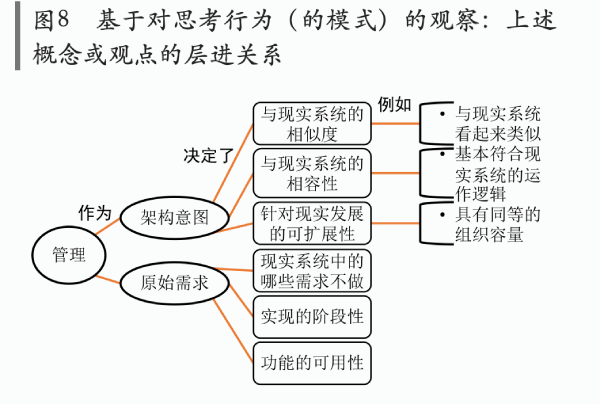 图8 基于对思考行为（的模式）的观察：上述
概念或观点的层进关系
例如
与现实系统的
相似度
• 与现实系统
看起来类似
决定了
与现实系统的
相容性
• 基本符合现
实系统的运
作逻辑
作为
架构意图
针对现实发展
的可扩展性
• 具有同等的
组织容量
管理
原始需求
现实系统中的
哪些需求不做
实现的阶段性
功能的可用性